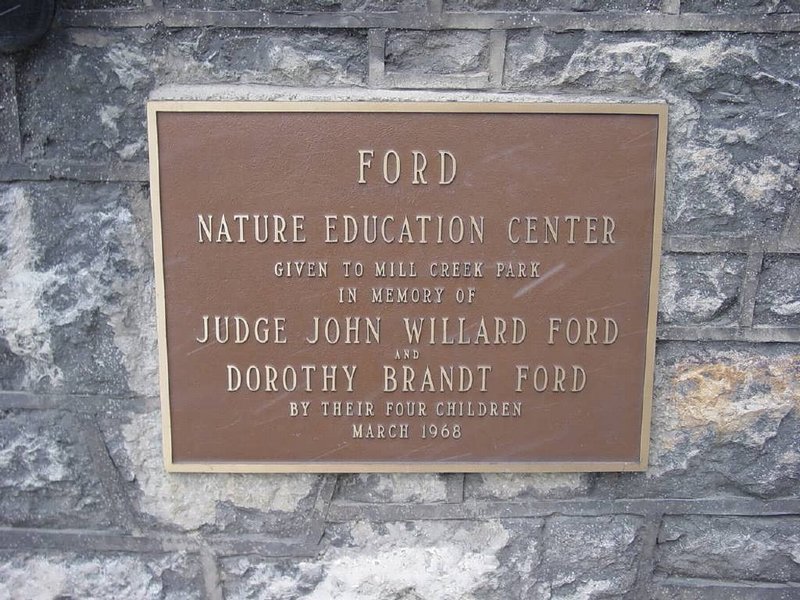 FORD
NATURE EDUCATION CENTER
GIVEN TO MILL CREEK PARK
IN MEMORY OF
JUDGE JOHN WILLARD FORD
AND
DOROTHY BRANDT FORD
BY THEIR FOUR CHILDREN
MARCH 1968